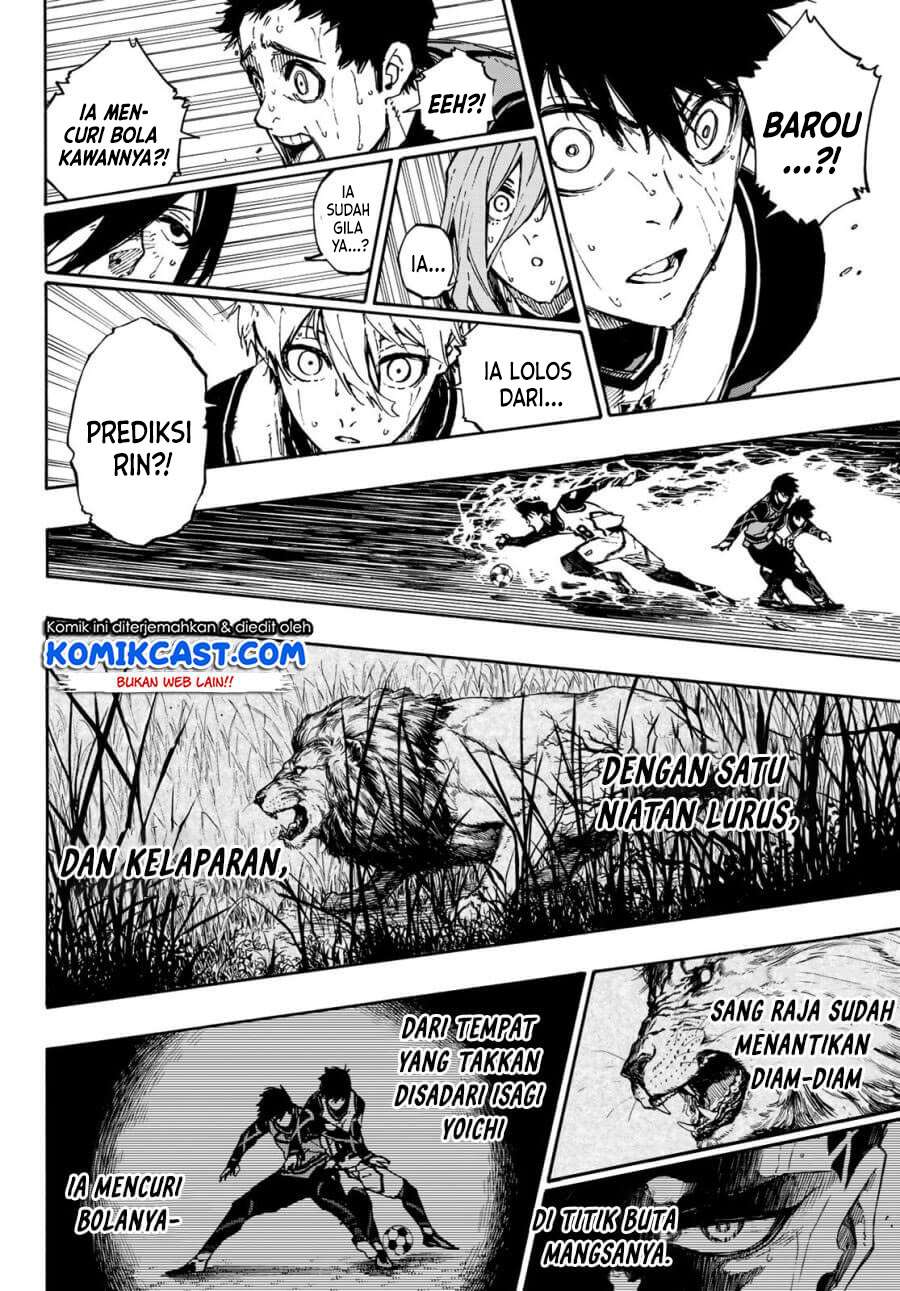 BAROU
...?!
EEH?!
IA MEN-
CURI BOLA
KAWANNYA?!
IA...
IA
SUDAH
GILA
YA...?
IA LOLOS
DARI...
PREDIKSI
RIN?!
Komik ini diterjemahkan & diedit oleh
KOMIKCAST.COM
BUKAN WEB LAIN!!
DENGAN SATU
NIATAN LURUS,
DAN KELAPARAN,
SANG RAJA SUDAH
MENANTIKAN
DIAM-DIAM
DI TITIK BUTA
MANGSANYA.
DARI TEMPAT
YANG TAKKAN
DISADARI ISAGI
YOICHI
IA MENCURI
BOLANYA-